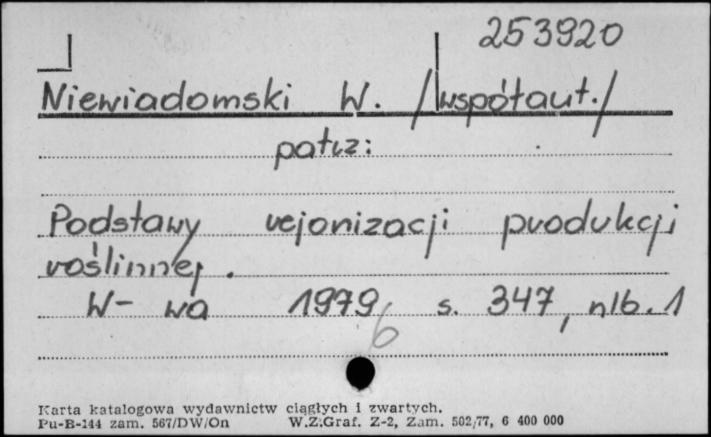 253920
Niewiadomski W. /współaut./
patrz:
Podstawy rejonizacji produkcji
roślinnej.
W-wa 1979 s. 347, nlb. 1
6
Karta katalogowa wydawnictw ciągłych i zwartych.
Pu-B-144 zam. 567/DW/On W.Z.Graf. Z-2, Zam. 502/77, 6 400 000